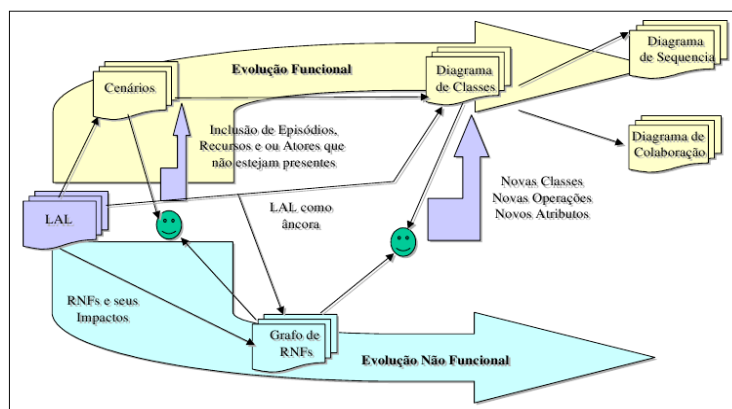 Diagrama
de Sequencia
Evolução Funcional
Cenários
Diagrama
de Classes
Inclusão de Episódios,
Recursos e ou Atores que
não estejam presentes
Diagrama de
Colaboração
Novas Classes
Novas Operações
Novos Atributos
LAL
LAL como
âncora
RNFs e seus
Impactos
Grafo de
RNFs
Evolução Não Funcional